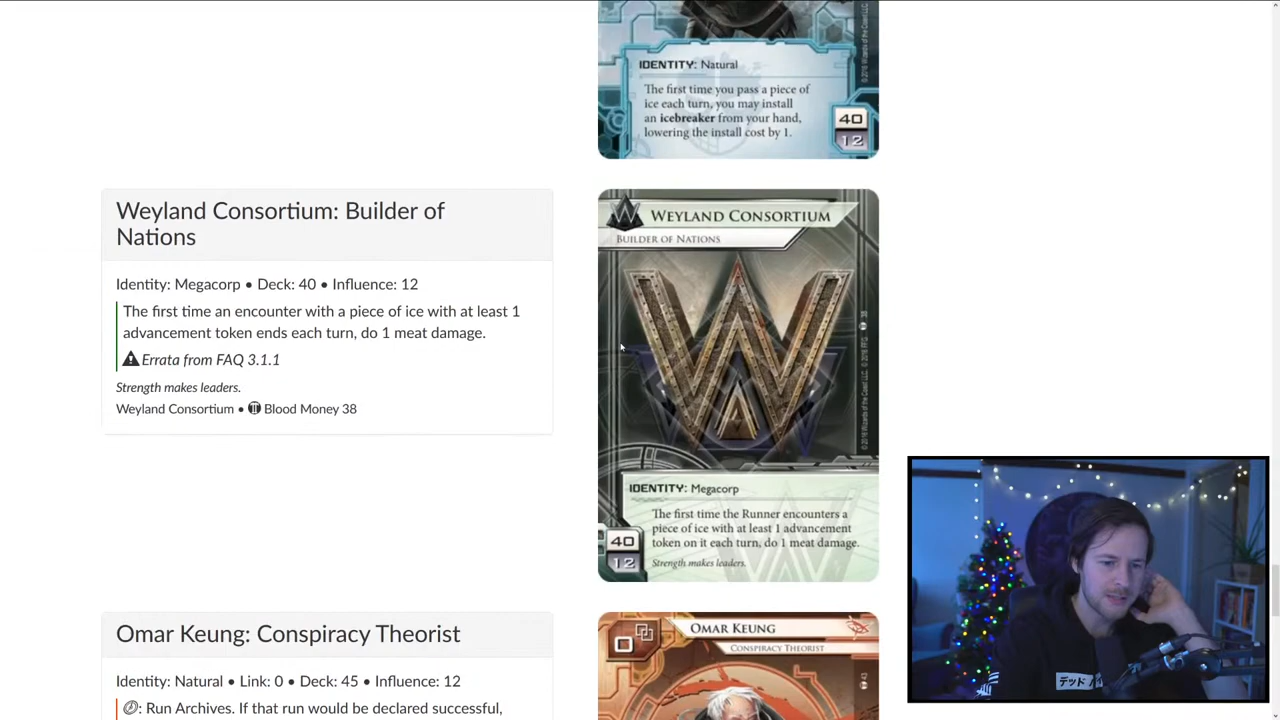 IDENTITY: Natural
The first time you pass a piece of
ice each turn, you may install
an icebreaker from your hand,
lowering the install cost by 1.
40
12
Weyland Consortium: Builder of
Nations
Identity: Megacorp • Deck: 40 • Influence: 12
The first time an encounter with a piece of ice with at least 1
advancement token ends each turn, do 1 meat damage.
Errata from FAQ 3.1.1
Strength makes leaders.
Weyland Consortium • Blood Money 38
WEYLAND CONSORTIUM
BUILDER OF NATIONS
IDENTITY: Megacorp
The first time the Runner encounters a
piece of ice with at least 1 advancement
token on it each turn, do 1 meat damage.
Strength makes leaders.
40
12
Omar Keung: Conspiracy Theorist
Identity: Natural • Link: 0 • Deck: 45 • Influence: 12
: Run Archives. If that run would be declared successful,
0
OMAR KEUNG
CONSPIRACY THEORIST
デッド